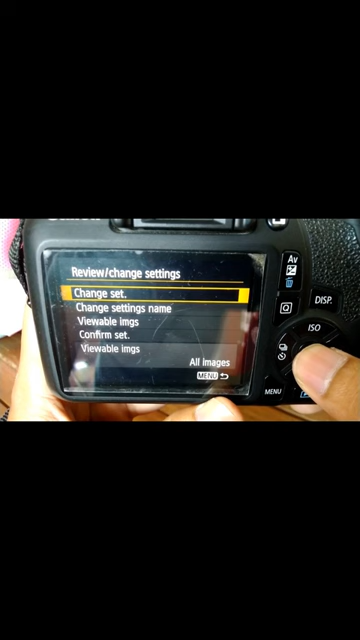 Canon
Av
DISP.
Q
ISO
Review/change settings
Change set.
Change settings name
Viewable imgs
Confirm set.
Viewable imgs
All images
MENU
MENU